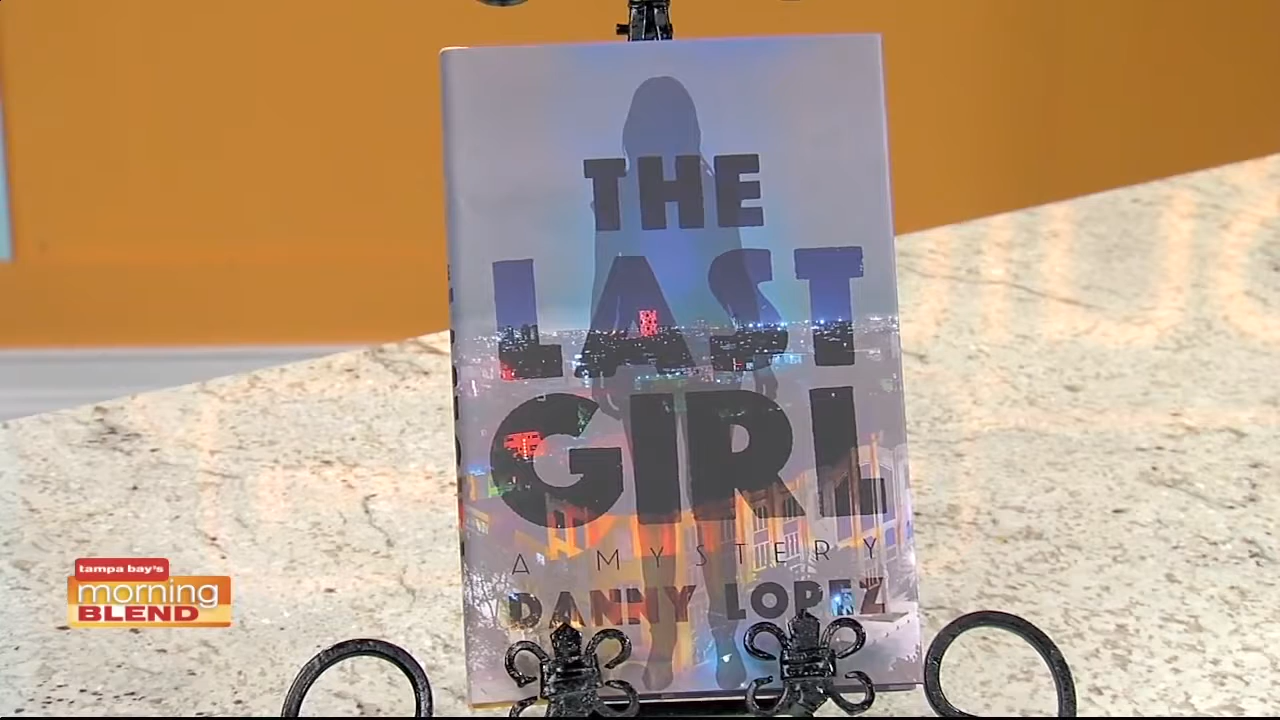 THE
LAST
GIRL
A MYSTERY
DANNY LOPEZ
tampa bay's
morning
BLEND